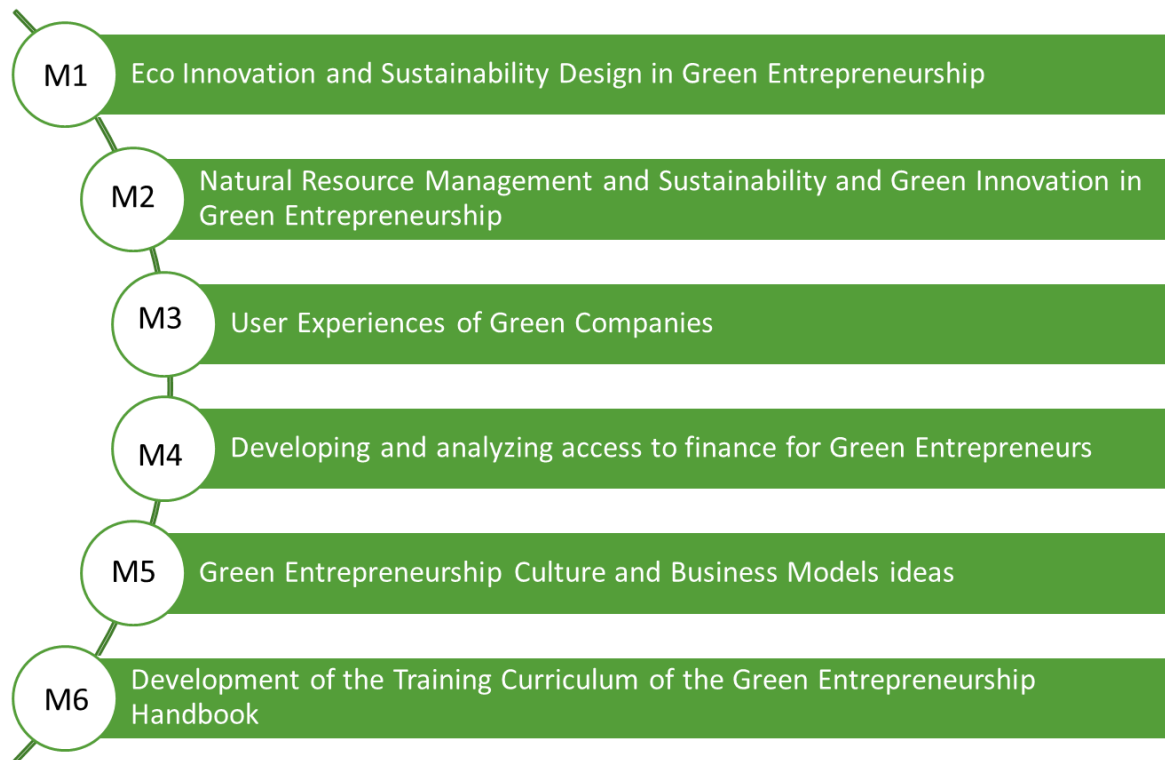 M1
Eco Innovation and Sustainability Design in Green Entrepreneurship
M2
Natural Resource Management and Sustainability and Green Innovation in
Green Entrepreneurship
M3
User Experiences of Green Companies
M4
Developing and analyzing access to finance for Green Entrepreneurs
M5
Green Entrepreneurship Culture and Business Models ideas
M6
Development of the Training Curriculum of the Green Entrepreneurship
Handbook